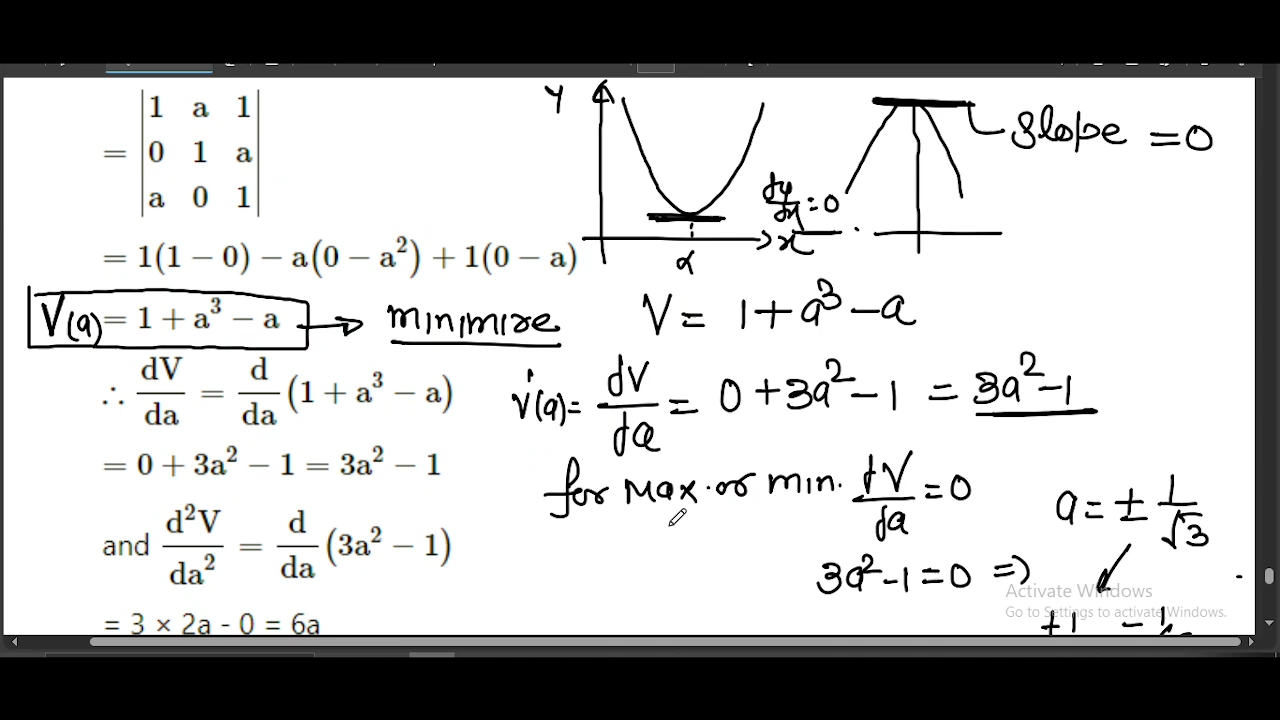 | 1 a 1 |
= | 0 1 a |
| a 0 1 |
= 1(1 − 0) − a(0 − a²) + 1(0 − a)
V(a) = 1 + a³ − a → minimize
∴ dV/da = d/da (1 + a³ − a)
= 0 + 3a² − 1 = 3a² − 1
and d²V/da² = d/da (3a² − 1)
= 3 × 2a - 0 = 6a
Y
x
α
dy/dx = 0
Slope = 0
V = 1 + a³ − a
V'(a) = dV/da = 0 + 3a² − 1 = 3a² − 1
for Max. or min. dV/da = 0
3a² − 1 = 0 ⇒ a = ± 1/√3
Activate Windows
Go to Settings to activate Windows.